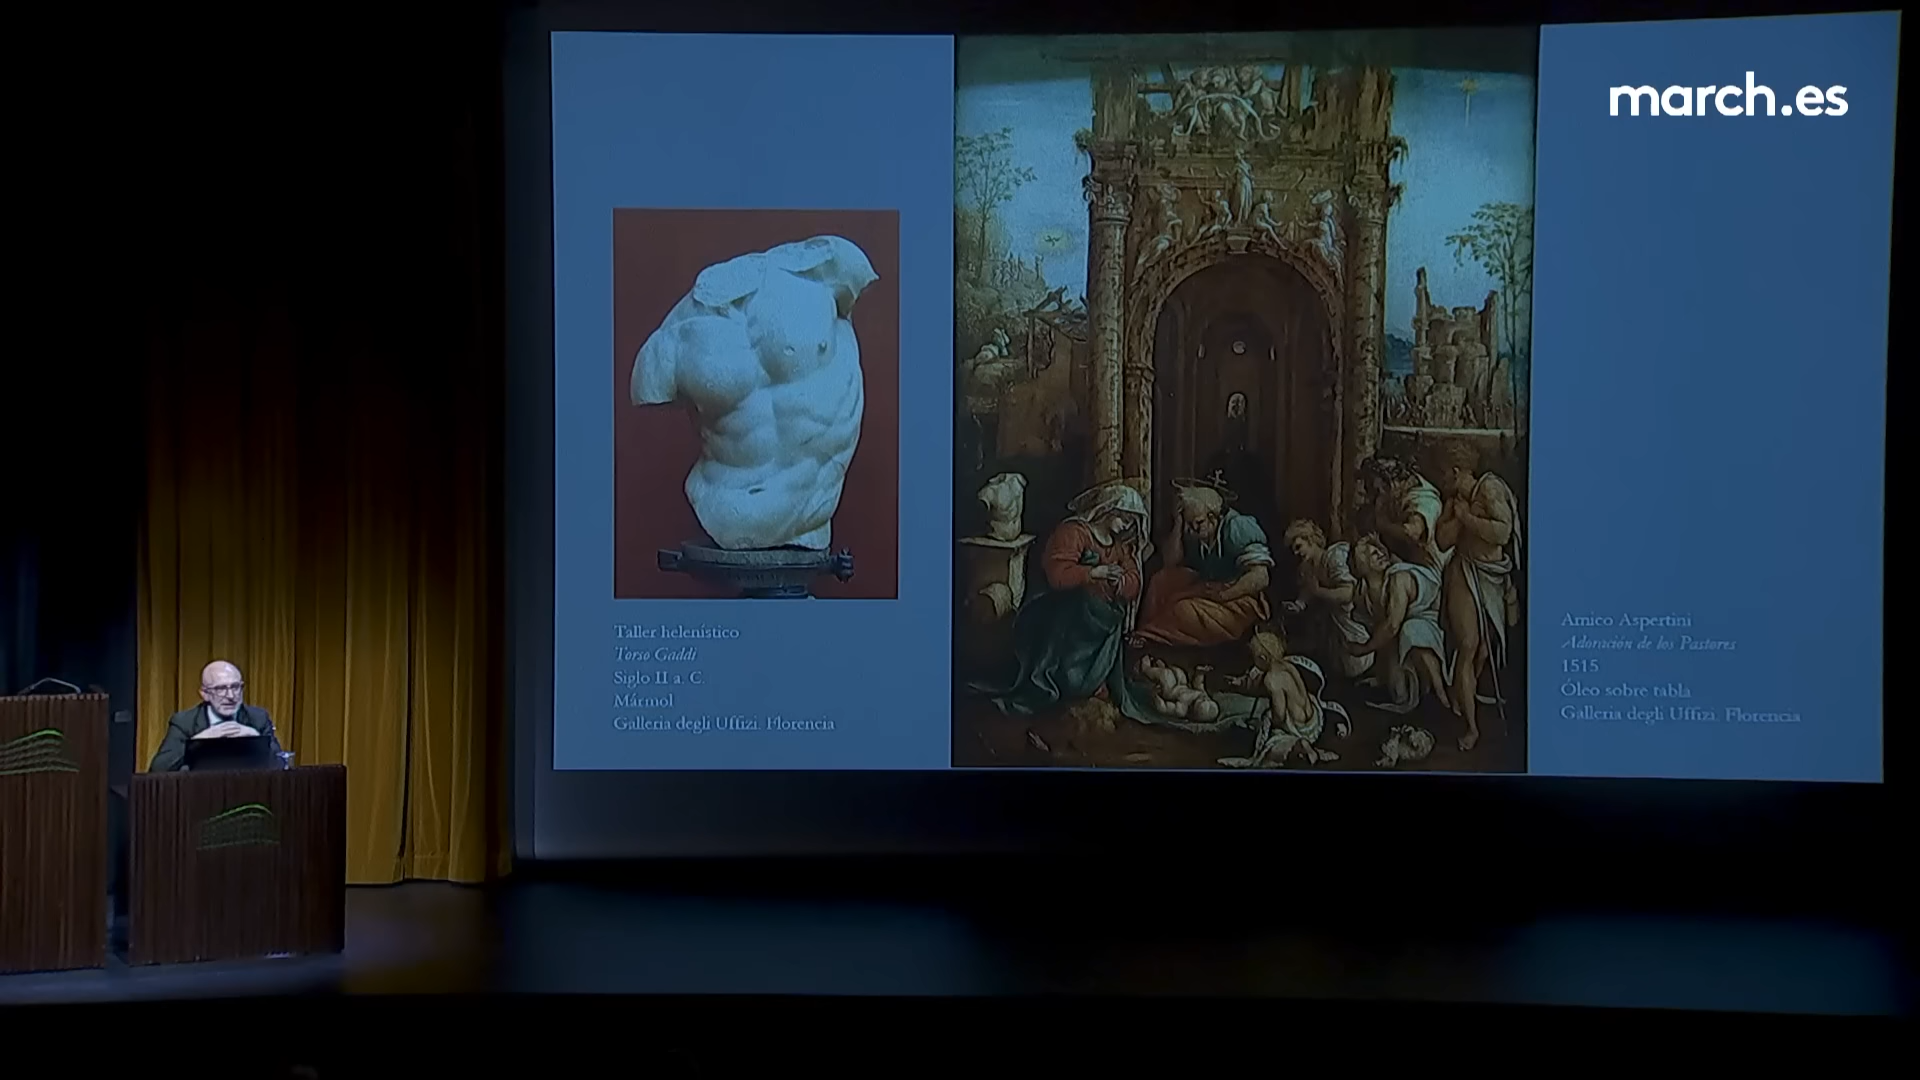 march.es
Taller helenístico
Torso Gaddi
Siglo II a. C.
Mármol
Galleria degli Uffizi. Florencia
Amico Aspertini
Adoración de los Pastores
1515
Óleo sobre tabla
Galleria degli Uffizi. Florencia